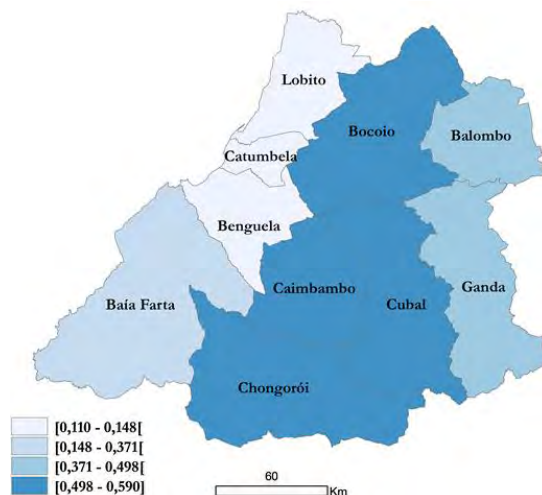 Lobito
Bocoio
Balombo
Catumbela
Benguela
Caimbambo
Cubal
Ganda
Baía Farta
Chongorói
[0,110 - 0,148[
[0,148 - 0,371[
[0,371 - 0,498[
[0,498 - 0,590]
60
Km